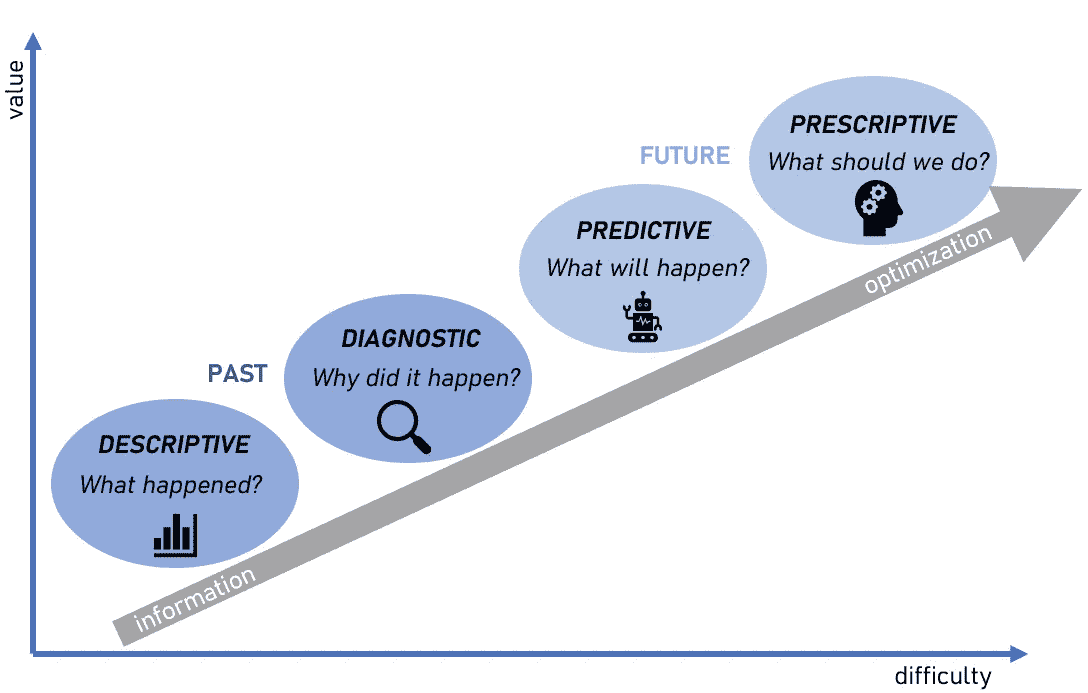 value
PRESCRIPTIVE
What should we do?
FUTURE
PREDICTIVE
What will happen?
optimization
DIAGNOSTIC
Why did it happen?
PAST
DESCRIPTIVE
What happened?
information
difficulty